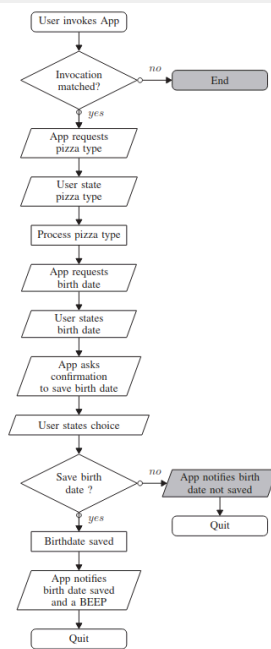 User invokes App
Invocation
matched?
no
End
yes
App requests
pizza type
User state
pizza type
Process pizza type
App requests
birth date
User states
birth date
App asks
confirmation
to save birth date
User states choice
Save birth
date ?
no
App notifies birth
date not saved
yes
Quit
Birthdate saved
App notifies
birth date saved
and a BEEP
Quit